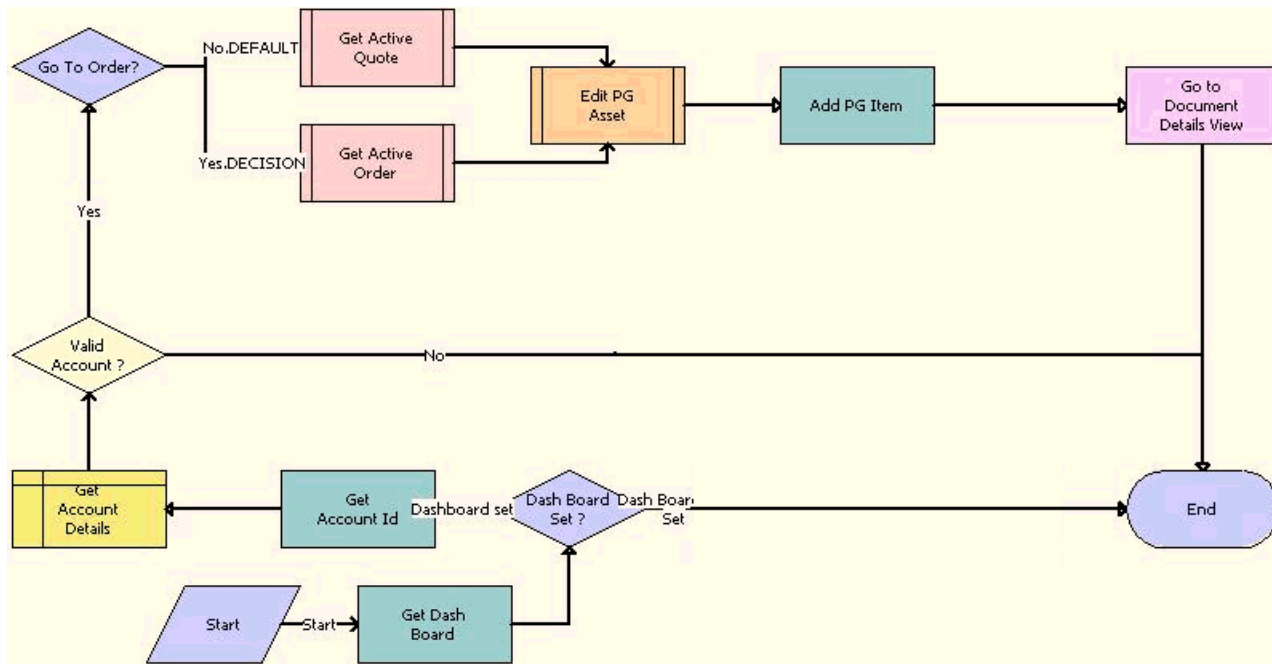 No.DEFAULT
Get Active
Quote
Go To Order?
Edit PG
Asset
Add PG Item
Go to
Document
Details View
Yes.DECISION
Get Active
Order
Yes
Valid
Account ?
No
Get
Account
Details
Get
Account Id
Dashboard set
Dash Board
Set ?
Dash Boar
Set
End
Start
Start
Get Dash
Board